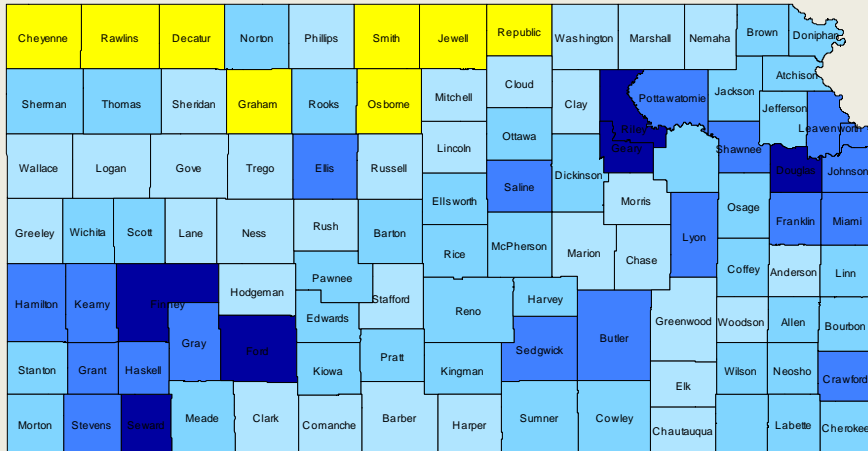 Cheyenne Rawlins Decatur Norton Phillips Smith Jewell Republic Washington Marshall Nemaha Brown Doniphan
Sherman Thomas Sheridan Graham Rooks Osborne Mitchell Cloud Clay Riley Pottawatomie Jackson Atchison
Jefferson Leavenworth
Wallace Logan Gove Trego Ellis Russell Lincoln Ottawa Dickinson Geary Shawnee Douglas Johnson
Saline Morris
Greeley Wichita Scott Lane Ness Rush Barton Ellsworth McPherson Marion Chase Lyon Osage Franklin Miami
Rice
Hamilton Kearny Finney Hodgeman Pawnee Stafford Reno Harvey Greenwood Coffey Anderson Linn
Gray Ford Edwards Sedgwick Butler Woodson Allen Bourbon
Stanton Grant Haskell Kiowa Pratt Kingman Elk Wilson Neosho Crawford
Morton Stevens Seward Meade Clark Comanche Barber Harper Sumner Cowley Chautauqua Labette Cherokee